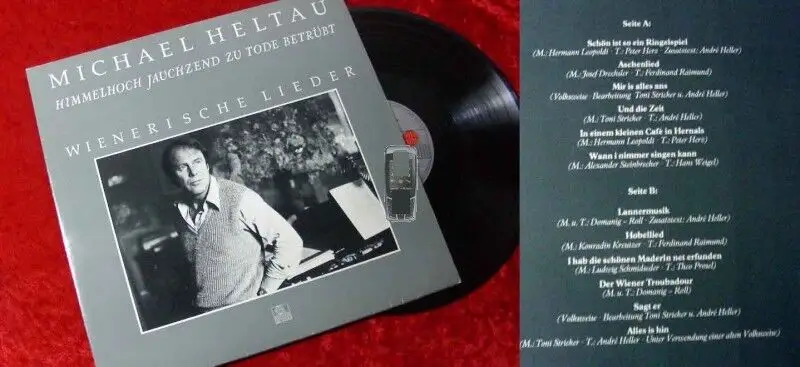 MICHAEL HELTAU
HIMMELHOCH JAUCHZEND ZU TODE BETRÜBT
WIENERISCHE LIEDER
Seite A:
Schön ist so ein Ringelspiel
(M.: Hermann Leopoldi · T.: Peter Herz · Zusatztext: André Heller)
Aschenlied
(M.: Josef Drechsler · T.: Ferdinand Raimund)
Mir is alles ans
(Volksweise · Bearbeitung Toni Stricher u. André Heller)
Und die Zeit
(M.: Toni Stricher · T.: André Heller)
In einem kleinen Café in Hernals
(M.: Hermann Leopoldi · T.: Peter Herz)
Wann i nimmer singen kann
(M.: Alexander Steinbrecher · T.: Hans Weigel)
Seite B:
Lannermusik
(M. u. T.: Domanig – Roll · Zusatztext: André Heller)
Hobellied
(M.: Konradin Kreutzer · T.: Ferdinand Raimund)
I hab die schönen Maderln net erfunden
(M.: Ludwig Schmidseder · T.: Theo Prosel)
Der Wiener Troubadour
(M. u. T.: Domanig – Roll)
Sagt er
(Volksweise · Bearbeitung Toni Stricher u. André Heller)
Alles is hin
(M.: Toni Stricher · T.: André Heller · Unter Verwendung einer alten Volksweise)